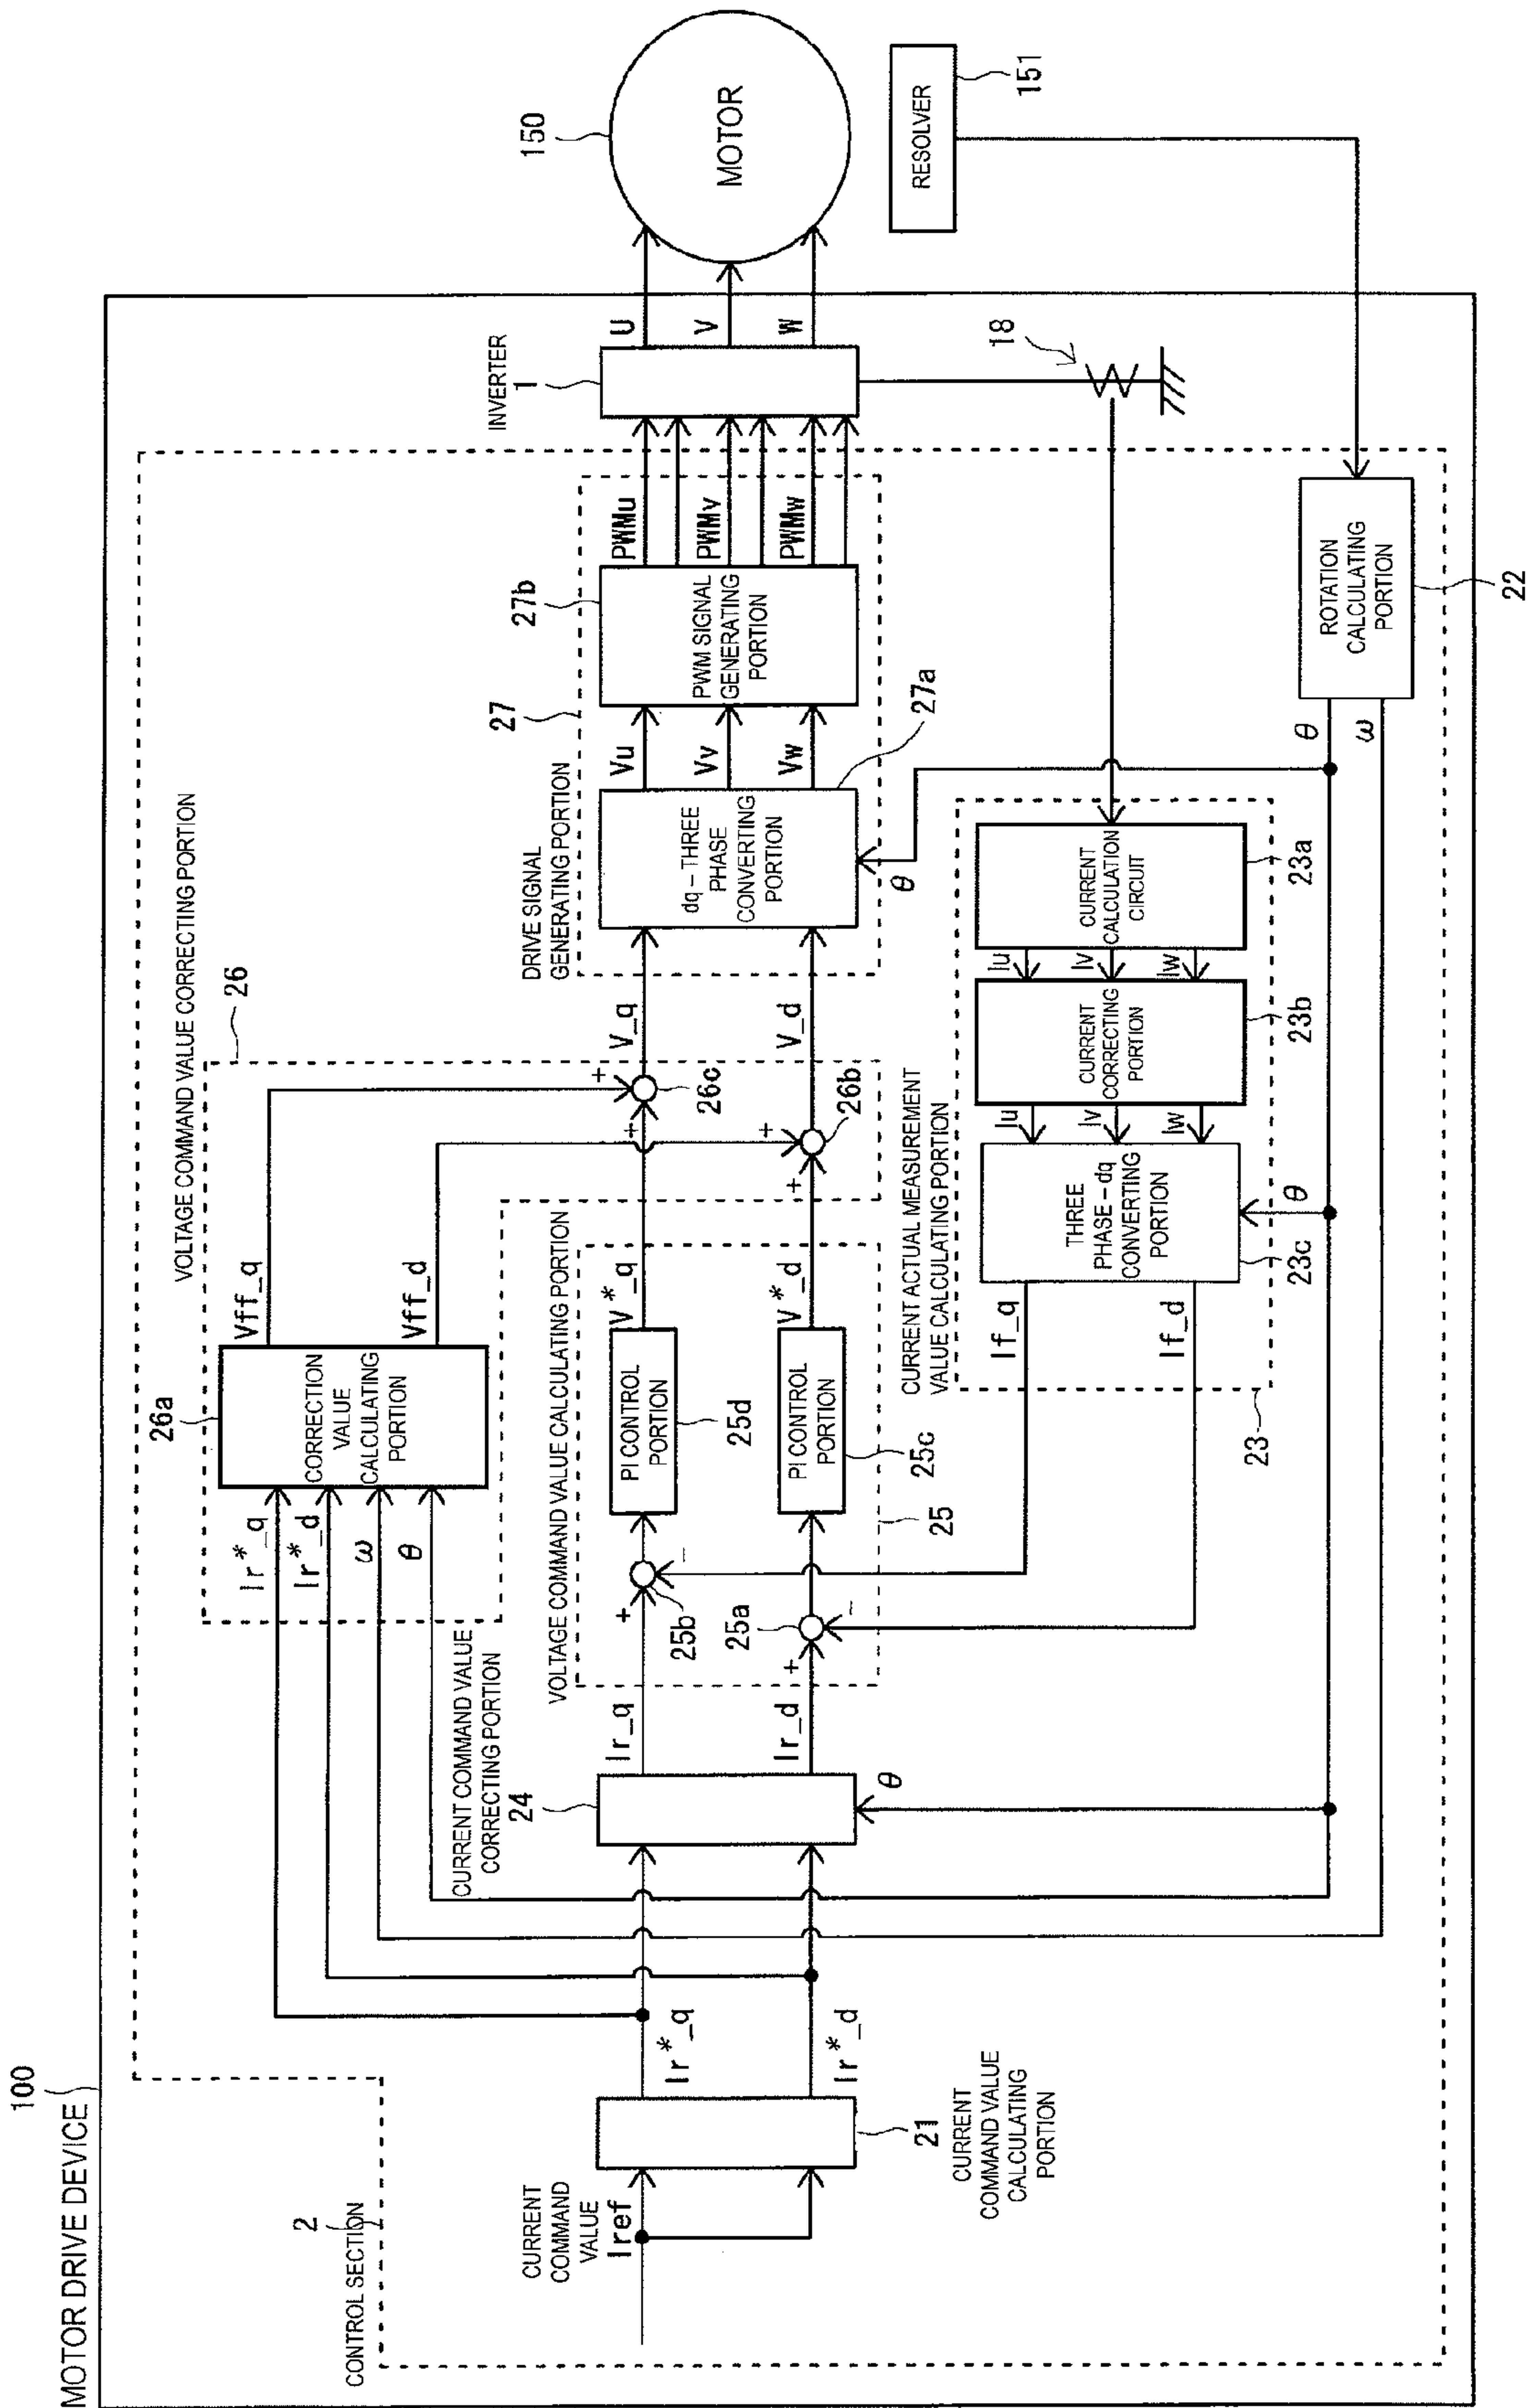 100
MOTOR DRIVE DEVICE
2
CONTROL SECTION
CURRENT
COMMAND
VALUE
Iref
21
CURRENT
COMMAND VALUE
CALCULATING
PORTION
Ir*_q
Ir*_d
CURRENT COMMAND VALUE
CORRECTING PORTION
24
θ
Ir_q
Ir_d
VOLTAGE COMMAND VALUE CORRECTING PORTION
26
26a
Ir*_q
Ir*_d
ω
θ
CORRECTION
VALUE
CALCULATING
PORTION
Vff_q
Vff_d
VOLTAGE COMMAND VALUE CALCULATING PORTION
+
−
25b
+
−
25a
PI CONTROL
PORTION
25d
PI CONTROL
PORTION
25c
25
V*_q
V*_d
+
+
26c
+
+
26b
V_q
V_d
DRIVE SIGNAL
GENERATING PORTION
27
dq−THREE
PHASE
CONVERTING
PORTION
27a
θ
Vu
Vv
Vw
PWM SIGNAL
GENERATING
PORTION
27b
PWMu
PWMv
PWMw
INVERTER
1
U
V
W
150
MOTOR
RESOLVER
151
18
CURRENT ACTUAL MEASUREMENT
VALUE CALCULATING PORTION
If_q
If_d
23
THREE
PHASE−dq
CONVERTING
PORTION
23c
θ
Iu
Iv
Iw
CURRENT
CORRECTING
PORTION
23b
Iu
Iv
Iw
CURRENT
CALCULATION
CIRCUIT
23a
θ
ω
ROTATION
CALCULATING
PORTION
22